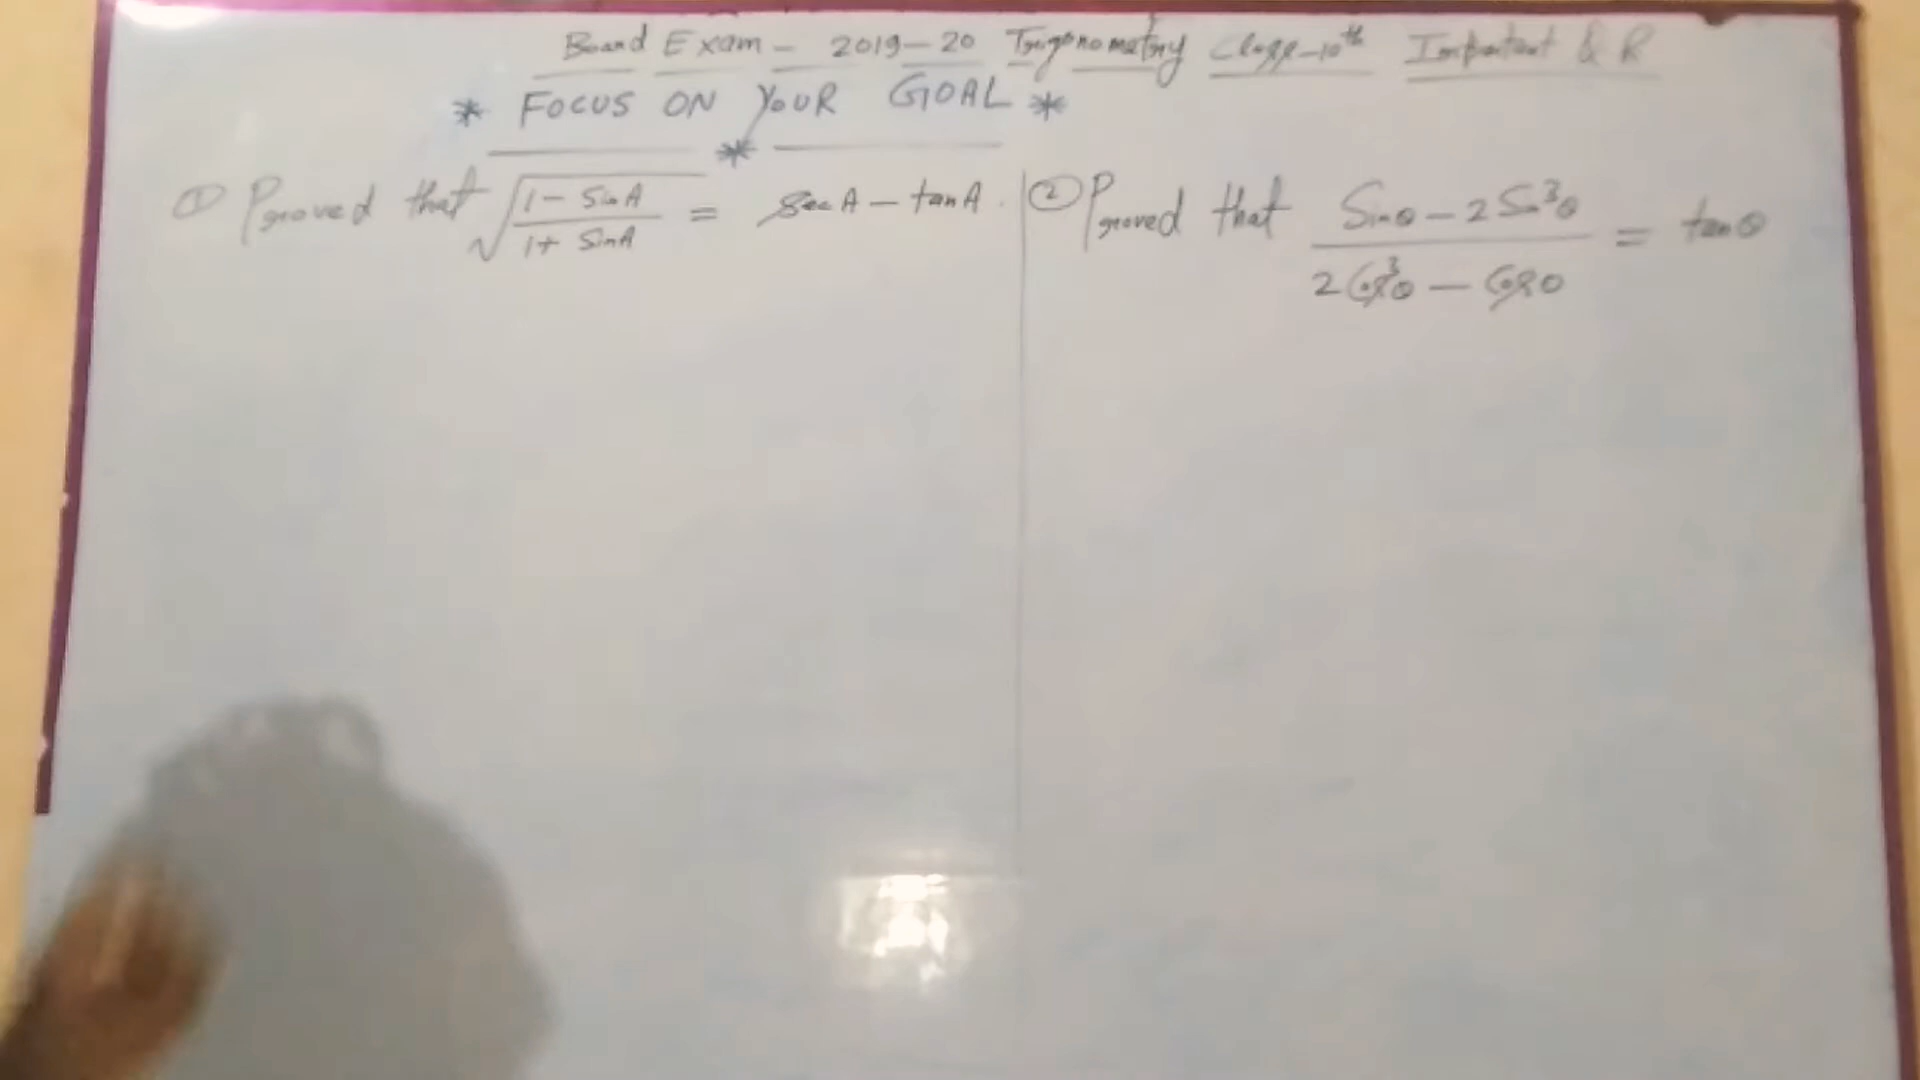 Board Exam - 2019-20 Trigonometry Class-10th Important Q R
* FOCUS ON YOUR GOAL *
*
① Proved that √((1 - SinA)/(1 + SinA)) = SecA - tanA.
② Proved that (Sinθ - 2Sin³θ)/(2Cos³θ - Cosθ) = tanθ